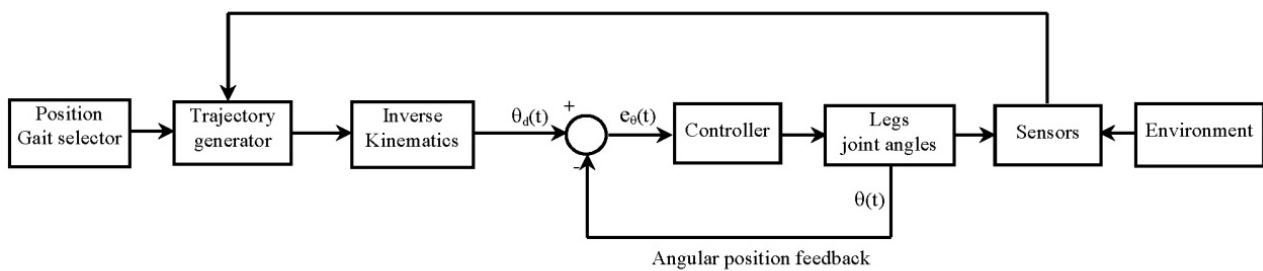 Position
Gait selector
Trajectory
generator
Inverse
Kinematics
θd(t)
+
-
eθ(t)
Controller
Legs
joint angles
θ(t)
Sensors
Environment
Angular position feedback